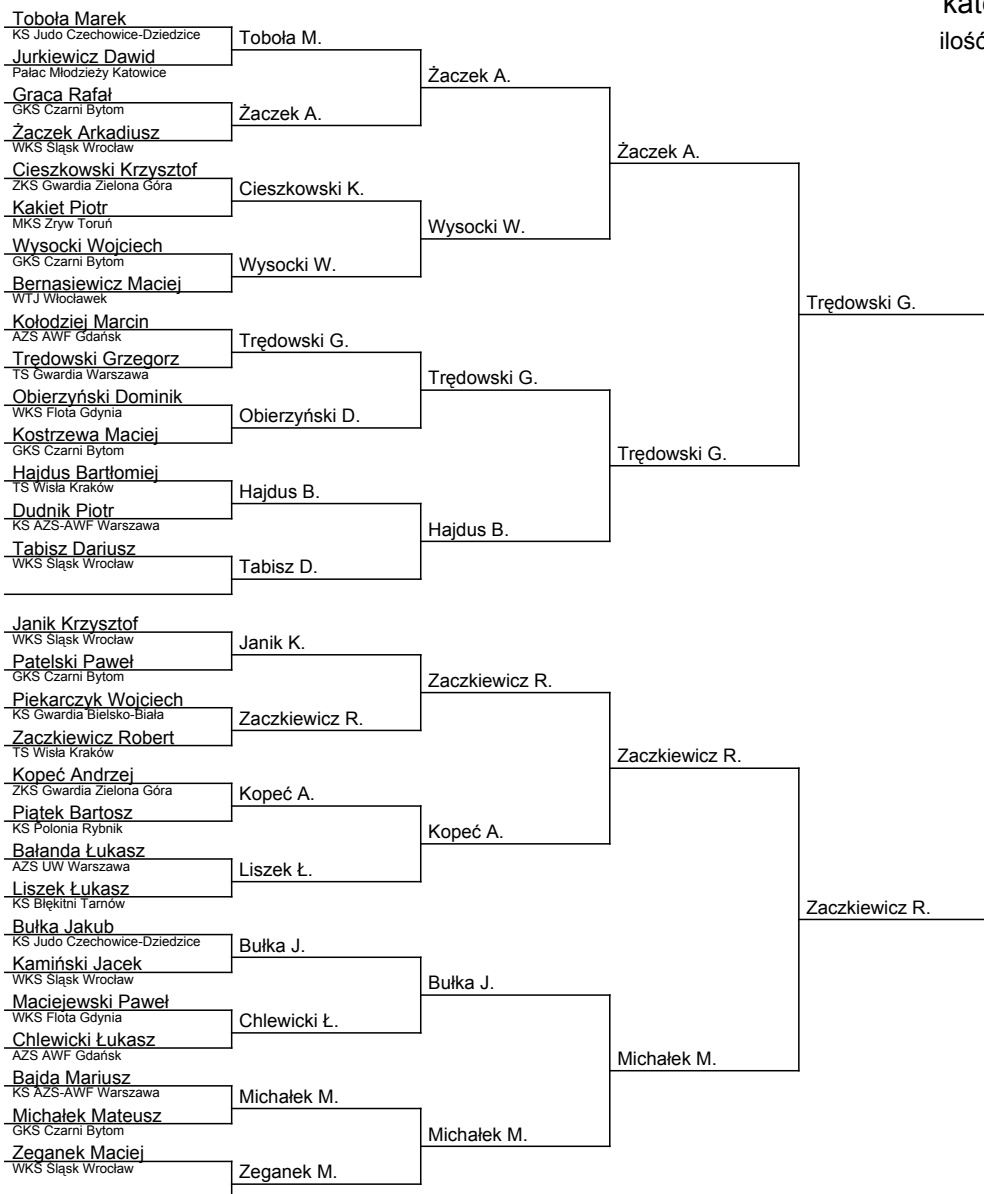 kate
ilość
Toboła Marek
KS Judo Czechowice-Dziedzice
Jurkiewicz Dawid
Pałac Młodzieży Katowice
Graca Rafał
GKS Czarni Bytom
Żaczek Arkadiusz
WKS Śląsk Wrocław
Cieszkowski Krzysztof
ZKS Gwardia Zielona Góra
Kakiet Piotr
MKS Zryw Toruń
Wysocki Wojciech
GKS Czarni Bytom
Bernasiewicz Maciej
WTJ Włocławek
Kołodziej Marcin
AZS AWF Gdańsk
Trędowski Grzegorz
TS Gwardia Warszawa
Obierzyński Dominik
WKS Flota Gdynia
Kostrzewa Maciej
GKS Czarni Bytom
Hajdus Bartłomiej
TS Wisła Kraków
Dudnik Piotr
KS AZS-AWF Warszawa
Tabisz Dariusz
WKS Śląsk Wrocław
Janik Krzysztof
WKS Śląsk Wrocław
Patelski Paweł
GKS Czarni Bytom
Piekarczyk Wojciech
KS Gwardia Bielsko-Biała
Zaczkiewicz Robert
TS Wisła Kraków
Kopeć Andrzej
ZKS Gwardia Zielona Góra
Piątek Bartosz
KS Polonia Rybnik
Bałanda Łukasz
AZS UW Warszawa
Liszek Łukasz
KS Błękitni Tarnów
Bułka Jakub
KS Judo Czechowice-Dziedzice
Kamiński Jacek
WKS Śląsk Wrocław
Maciejewski Paweł
WKS Flota Gdynia
Chlewicki Łukasz
AZS AWF Gdańsk
Bajda Mariusz
KS AZS-AWF Warszawa
Michałek Mateusz
GKS Czarni Bytom
Zeganek Maciej
WKS Śląsk Wrocław
Toboła M.
Żaczek A.
Cieszkowski K.
Wysocki W.
Trędowski G.
Obierzyński D.
Hajdus B.
Tabisz D.
Janik K.
Zaczkiewicz R.
Kopeć A.
Liszek Ł.
Bułka J.
Chlewicki Ł.
Michałek M.
Zeganek M.
Żaczek A.
Wysocki W.
Trędowski G.
Hajdus B.
Zaczkiewicz R.
Kopeć A.
Bułka J.
Michałek M.
Żaczek A.
Trędowski G.
Zaczkiewicz R.
Michałek M.
Trędowski G.
Zaczkiewicz R.